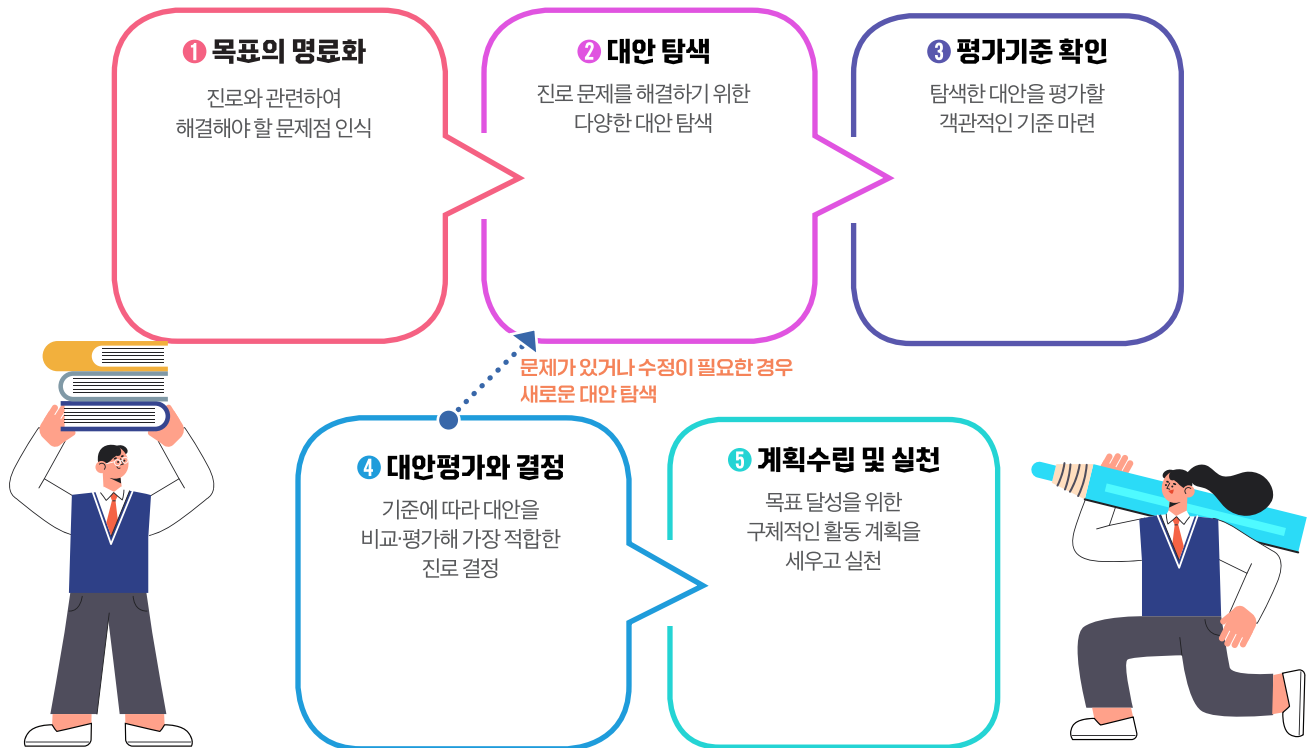 ❶ 목표의 명료화
진로와 관련하여
해결해야 할 문제점 인식
❷ 대안 탐색
진로 문제를 해결하기 위한
다양한 대안 탐색
❸ 평가기준 확인
탐색한 대안을 평가할
객관적인 기준 마련
문제가 있거나 수정이 필요한 경우
새로운 대안 탐색
❹ 대안평가와 결정
기준에 따라 대안을
비교·평가해 가장 적합한
진로 결정
❺ 계획수립 및 실천
목표 달성을 위한
구체적인 활동 계획을
세우고 실천